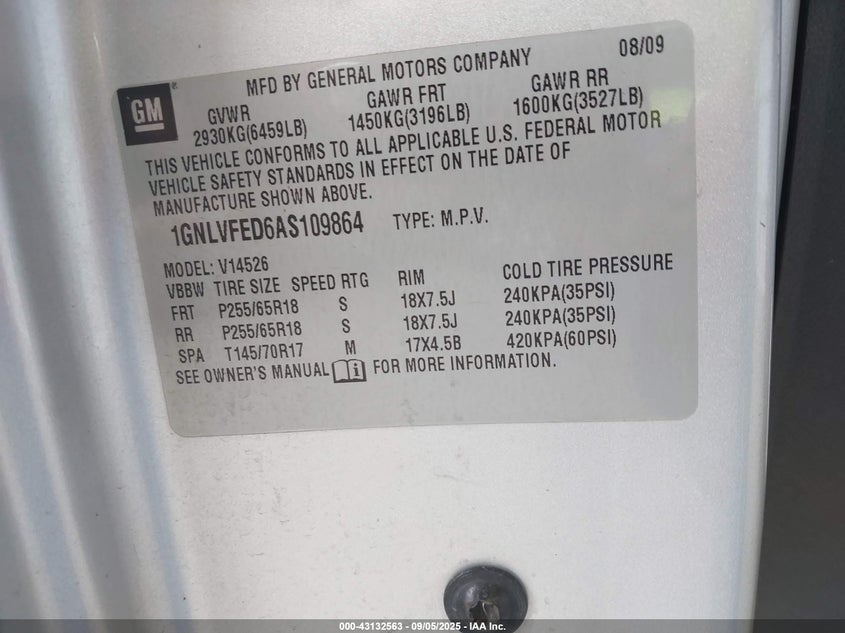 GM
MFD BY GENERAL MOTORS COMPANY 08/09
GVWR GAWR FRT GAWR RR
2930KG(6459LB) 1450KG(3196LB) 1600KG(3527LB)
THIS VEHICLE CONFORMS TO ALL APPLICABLE U.S. FEDERAL MOTOR
VEHICLE SAFETY STANDARDS IN EFFECT ON THE DATE OF
MANUFACTURE SHOWN ABOVE.
1GNLVFED6AS109864 TYPE: M.P.V.
MODEL: V14526
VBBW TIRE SIZE SPEED RTG RIM COLD TIRE PRESSURE
FRT P255/65R18 S 18X7.5J 240KPA(35PSI)
RR P255/65R18 S 18X7.5J 240KPA(35PSI)
SPA T145/70R17 M 17X4.5B 420KPA(60PSI)
SEE OWNER'S MANUAL i FOR MORE INFORMATION.
000-43132563 - 09/05/2025 - IAA Inc.